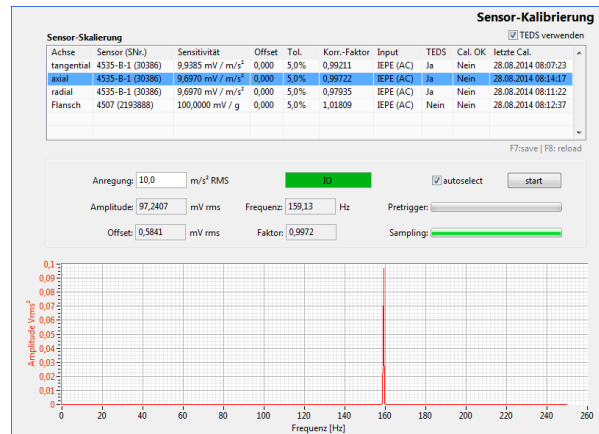 Sensor-Kalibrierung
Sensor-Skalierung
TEDS verwenden
Achse Sensor (SNr.) Sensitivität Offset Tol. Korr.-Faktor Input TEDS Cal. OK letzte Cal.
tangential 4535-B-1 (30386) 9,9385 mV / m/s² 0,000 5,0% 0,99211 IEPE (AC) Ja Nein 28.08.2014 08:07:23
axial 4535-B-1 (30386) 9,6970 mV / m/s² 0,000 5,0% 0,99722 IEPE (AC) Ja Nein 28.08.2014 08:14:17
radial 4535-B-1 (30386) 9,6970 mV / m/s² 0,000 5,0% 0,97935 IEPE (AC) Ja Nein 28.08.2014 08:11:22
Flansch 4507 (2193888) 100,0000 mV / g 0,000 5,0% 1,01809 IEPE (AC) Nein Nein 28.08.2014 08:12:37
F7:save | F8: reload
Anregung: 10,0 m/s² RMS IO autoselect start
Amplitude: 97,2407 mV rms Frequenz: 159,13 Hz Pretrigger:
Offset: 0,5841 mV rms Faktor: 0,9972 Sampling:
Amplitude Vrms²
0,1
0,09
0,08
0,07
0,06
0,05
0,04
0,03
0,02
0,01
0
0 20 40 60 80 100 120 140 160 180 200 220 240 260
Frequenz [Hz]